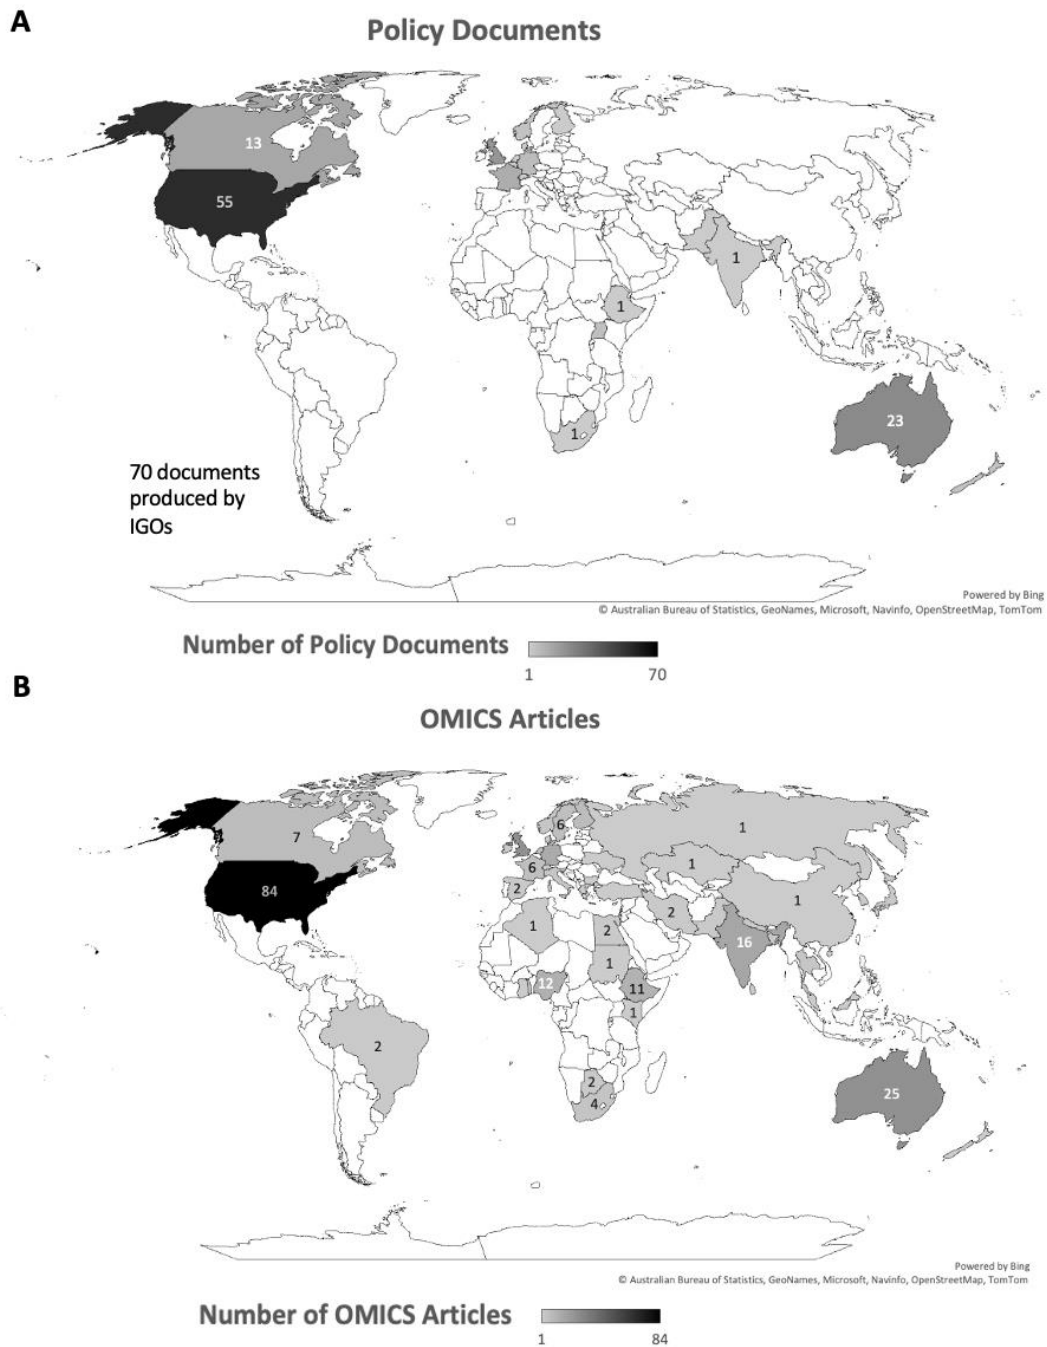 A
Policy Documents
13
55
1
1
1
23
70 documents
produced by
IGOs
Powered by Bing
© Australian Bureau of Statistics, GeoNames, Microsoft, Navinfo, OpenStreetMap, TomTom
Number of Policy Documents
1 70
B
OMICS Articles
7
6
1
84
6
1
2
1
1
2
2
16
1
12
11
1
2
2
4
25
Powered by Bing
© Australian Bureau of Statistics, GeoNames, Microsoft, Navinfo, OpenStreetMap, TomTom
Number of OMICS Articles
1 84